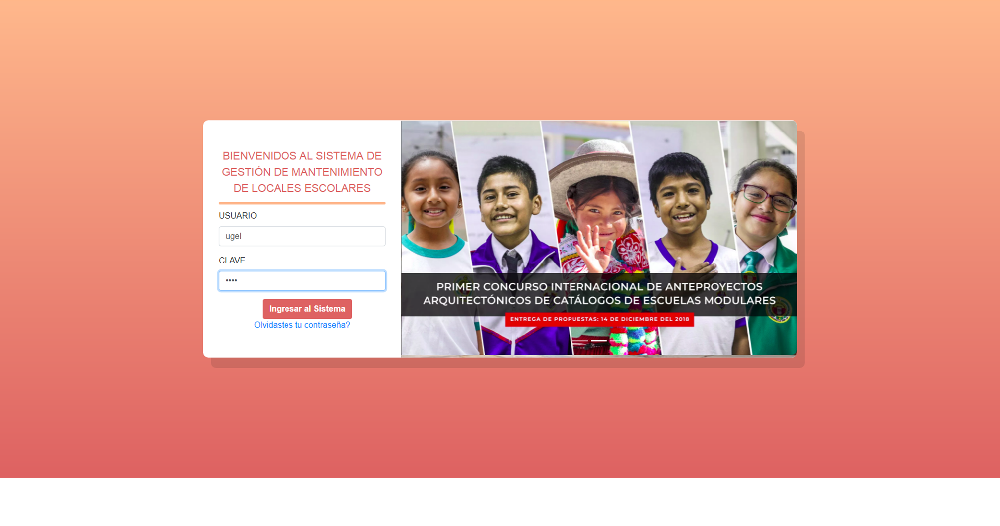 BIENVENIDOS AL SISTEMA DE
GESTIÓN DE MANTENIMIENTO
DE LOCALES ESCOLARES
USUARIO
ugel
CLAVE
••••
Ingresar al Sistema
Olvidastes tu contraseña?
PRIMER CONCURSO INTERNACIONAL DE ANTEPROYECTOS
ARQUITECTÓNICOS DE CATÁLOGOS DE ESCUELAS MODULARES
ENTREGA DE PROPUESTAS: 14 DE DICIEMBRE DEL 2018